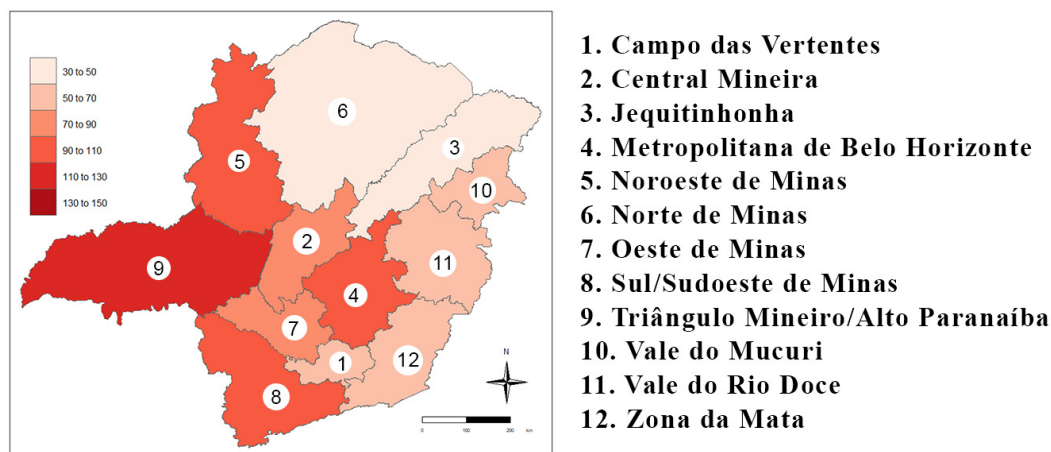 30 to 50
50 to 70
70 to 90
90 to 110
110 to 130
130 to 150
6
3
5
10
2
11
9
4
7
1
12
8
N
0 100 200 km
1. Campo das Vertentes
2. Central Mineira
3. Jequitinhonha
4. Metropolitana de Belo Horizonte
5. Noroeste de Minas
6. Norte de Minas
7. Oeste de Minas
8. Sul/Sudoeste de Minas
9. Triângulo Mineiro/Alto Paranaíba
10. Vale do Mucuri
11. Vale do Rio Doce
12. Zona da Mata